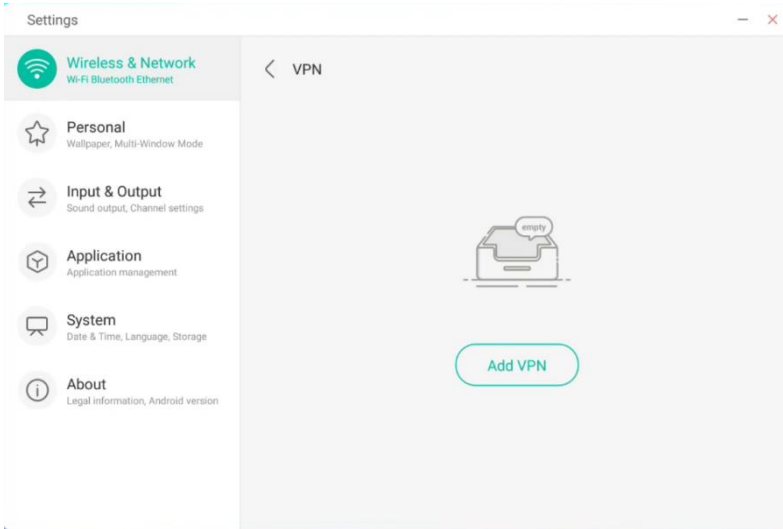 Settings
Wireless & Network
Wi-Fi Bluetooth Ethernet
Personal
Wallpaper, Multi-Window Mode
Input & Output
Sound output, Channel settings
Application
Application management
System
Date & Time, Language, Storage
About
Legal information, Android version
VPN
empty
Add VPN